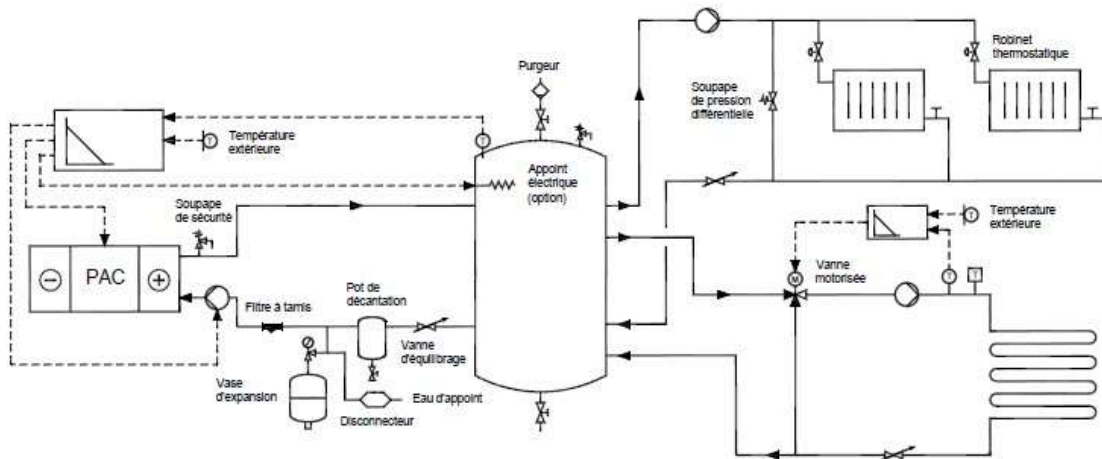 Purgeur
Robinet
thermostatique
Soupape
de pression
différentielle
T
T
Température
extérieure
Appoint
électrique
(option)
Soupape
de sécurité
T
Température
extérieure
PAC
M
Vanne
motorisée
T
T
Pot de
décantation
Filtre à tamis
Vanne
d'équilibrage
Vase
d'expansion
Eau d'appoint
Disconnecteur